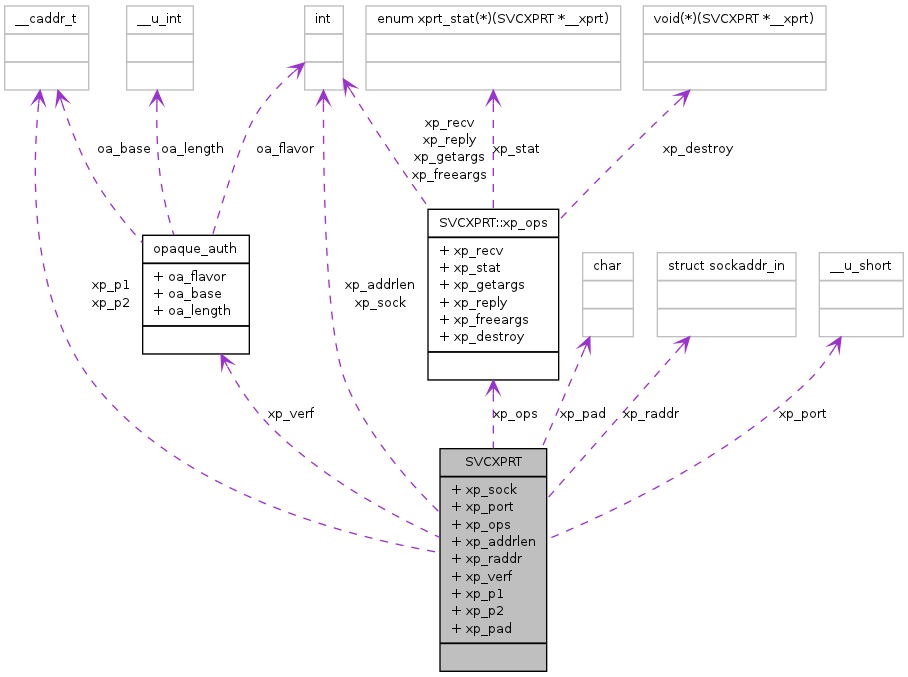 __caddr_t
__u_int
int
enum xprt_stat(*)(SVCXPRT *__xprt)
void(*)(SVCXPRT *__xprt)
oa_base
oa_length
oa_flavor
xp_recv
xp_reply
xp_getargs
xp_freeargs
xp_stat
xp_destroy
opaque_auth
+ oa_flavor
+ oa_base
+ oa_length
SVCXPRT::xp_ops
+ xp_recv
+ xp_stat
+ xp_getargs
+ xp_reply
+ xp_freeargs
+ xp_destroy
char
struct sockaddr_in
__u_short
xp_p1
xp_p2
xp_addrlen
xp_sock
xp_verf
xp_ops
xp_pad
xp_raddr
xp_port
SVCXPRT
+ xp_sock
+ xp_port
+ xp_ops
+ xp_addrlen
+ xp_raddr
+ xp_verf
+ xp_p1
+ xp_p2
+ xp_pad